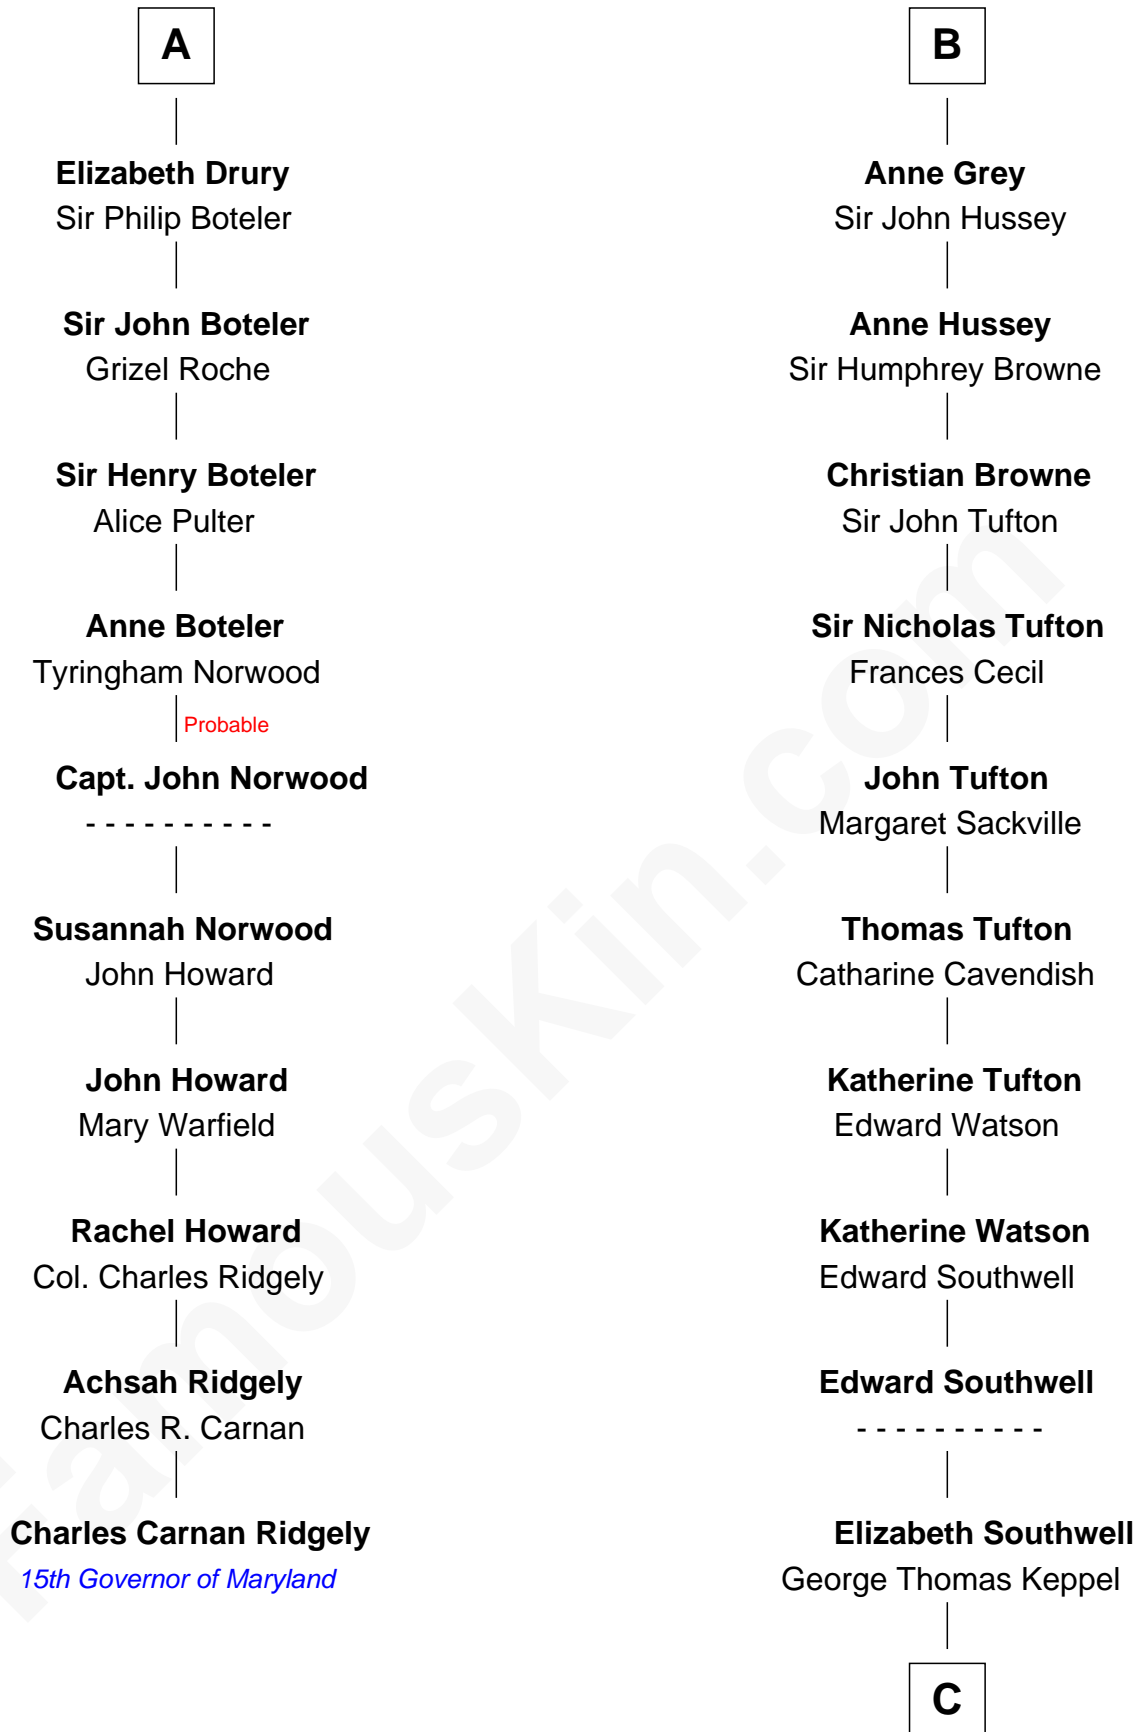 A
Elizabeth Drury
Sir Philip Boteler
Sir John Boteler
Grizel Roche
Sir Henry Boteler
Alice Pulter
Anne Boteler
Tyringham Norwood
Probable
Capt. John Norwood
- - - - - - - - - -
Susannah Norwood
John Howard
John Howard
Mary Warfield
Rachel Howard
Col. Charles Ridgely
Achsah Ridgely
Charles R. Carnan
Charles Carnan Ridgely
15th Governor of Maryland
B
Anne Grey
Sir John Hussey
Anne Hussey
Sir Humphrey Browne
Christian Browne
Sir John Tufton
Sir Nicholas Tufton
Frances Cecil
John Tufton
Margaret Sackville
Thomas Tufton
Catharine Cavendish
Katherine Tufton
Edward Watson
Katherine Watson
Edward Southwell
Edward Southwell
- - - - - - - - - -
Elizabeth Southwell
George Thomas Keppel
C
FamousKin.com